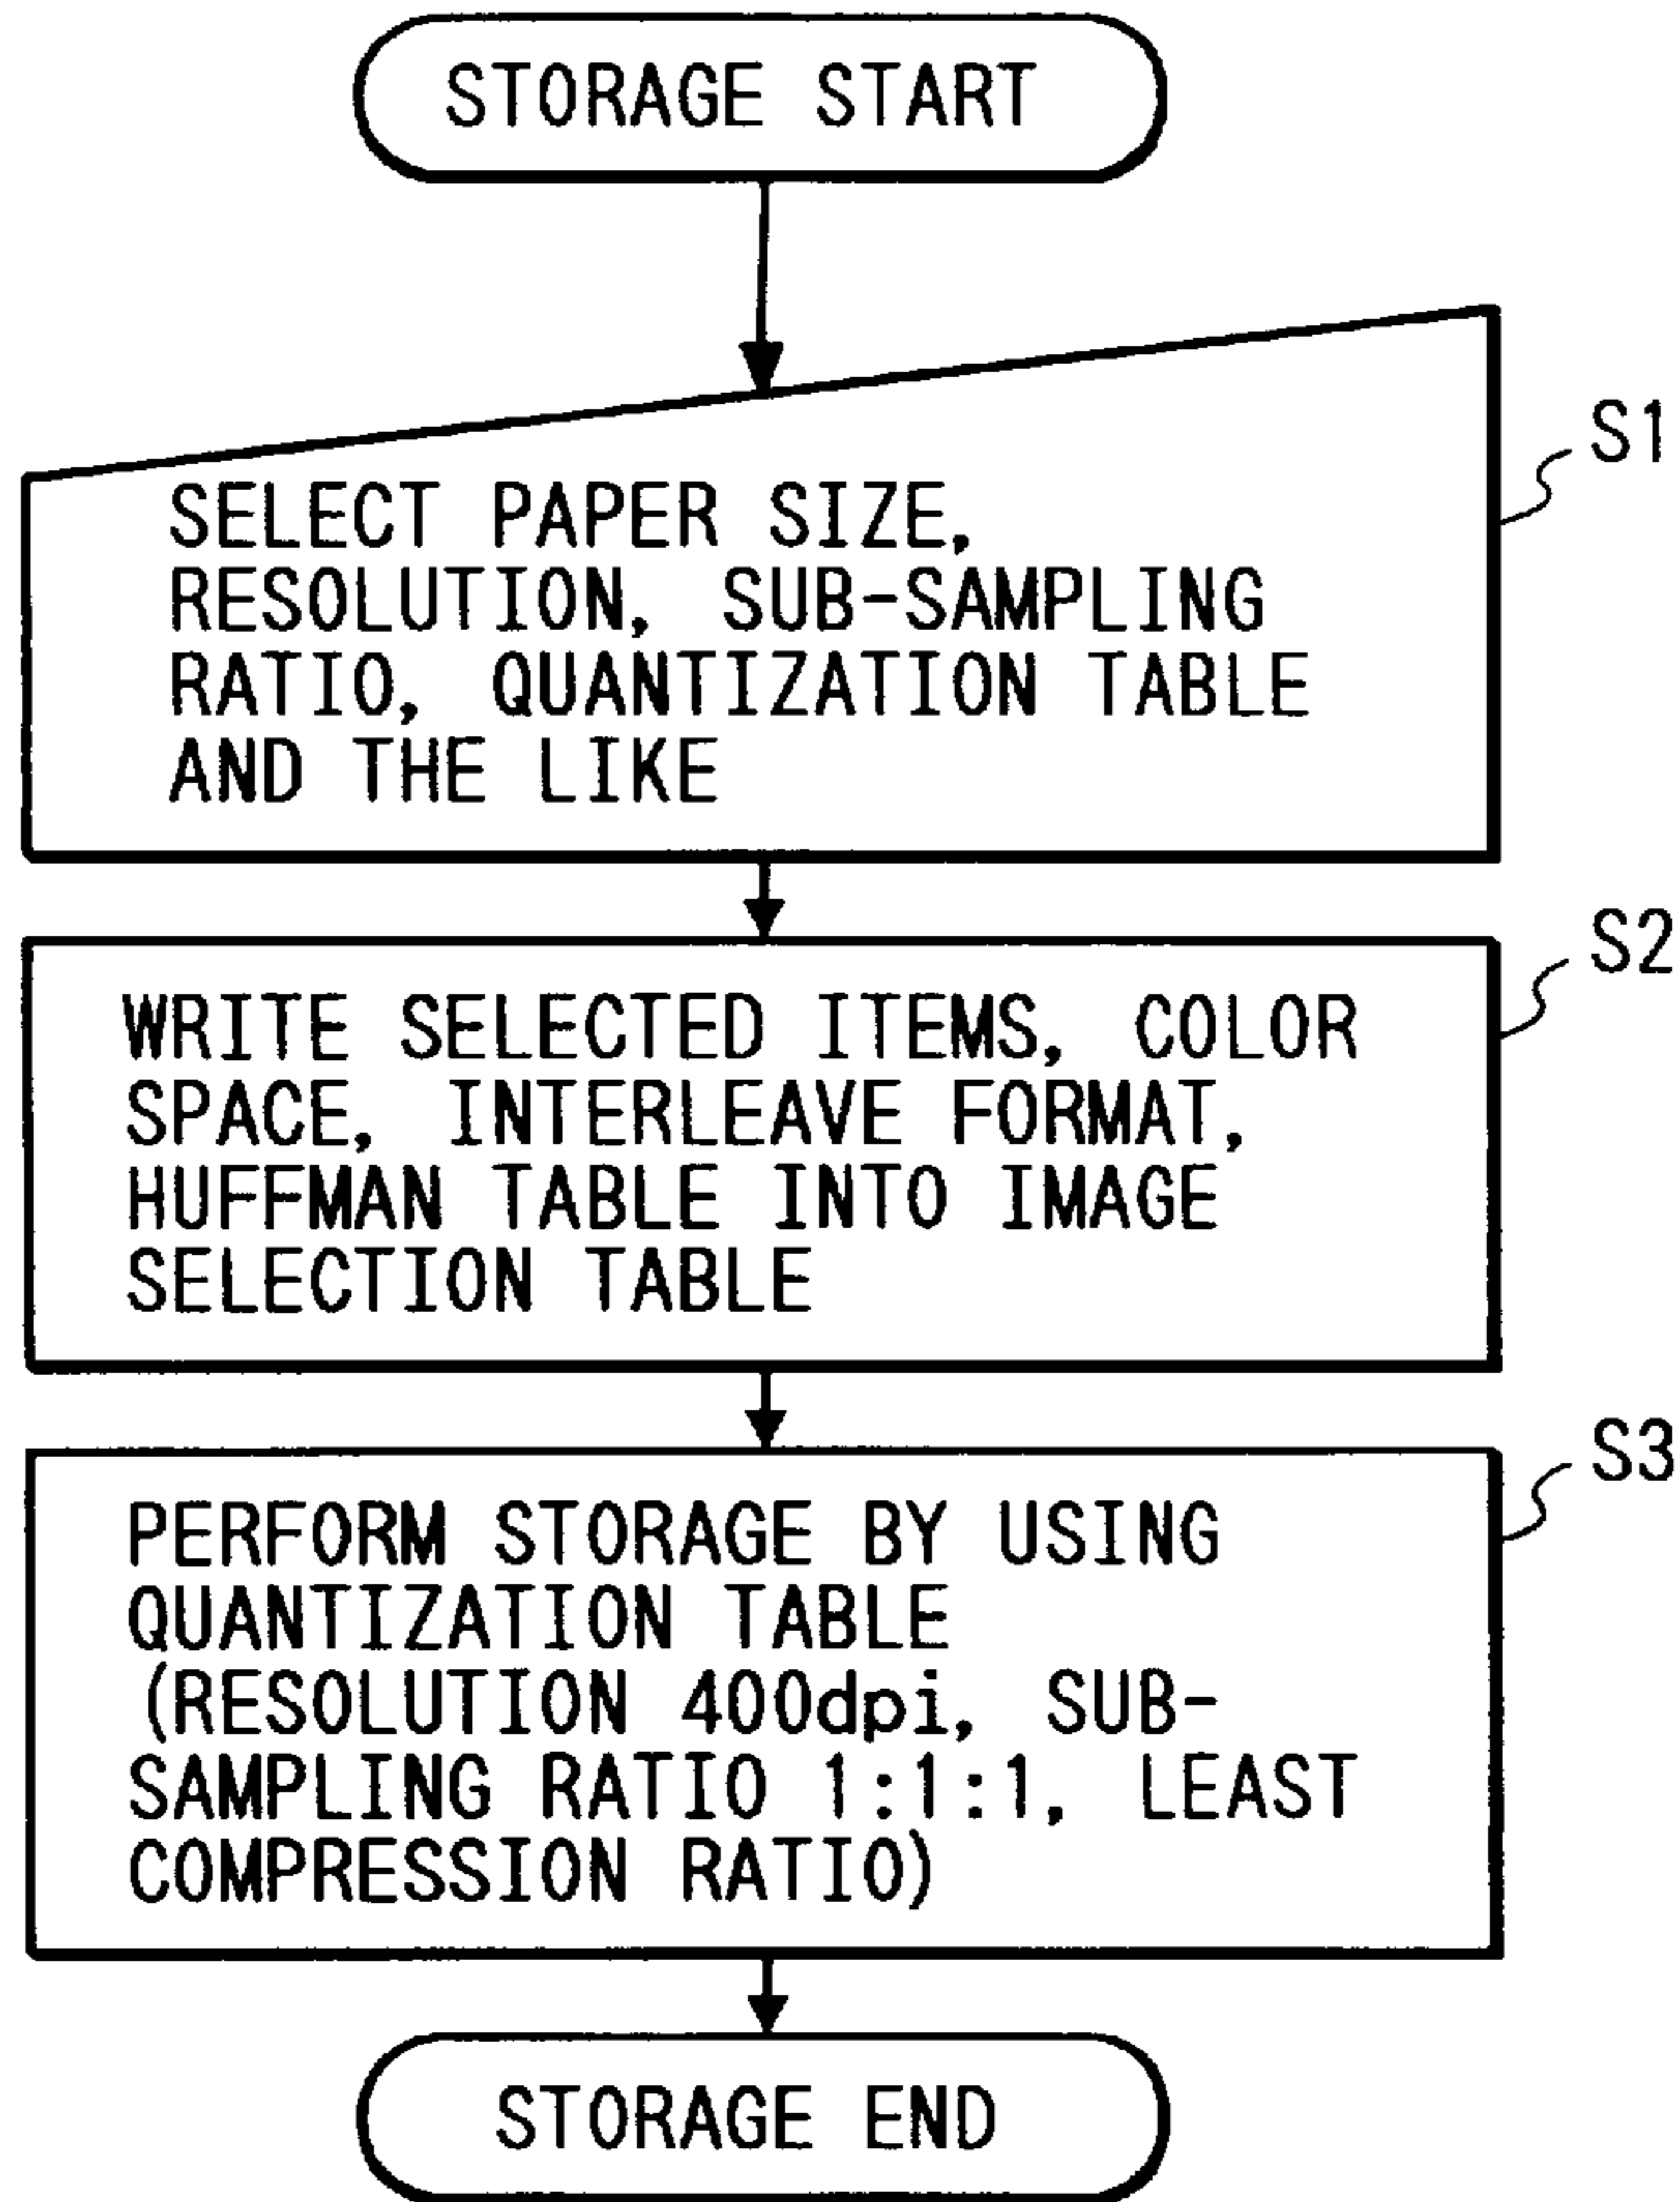 STORAGE START
S1
SELECT PAPER SIZE,
RESOLUTION, SUB-SAMPLING
RATIO, QUANTIZATION TABLE
AND THE LIKE
S2
WRITE SELECTED ITEMS, COLOR
SPACE, INTERLEAVE FORMAT,
HUFFMAN TABLE INTO IMAGE
SELECTION TABLE
S3
PERFORM STORAGE BY USING
QUANTIZATION TABLE
(RESOLUTION 400dpi, SUB-
SAMPLING RATIO 1:1:1, LEAST
COMPRESSION RATIO)
STORAGE END